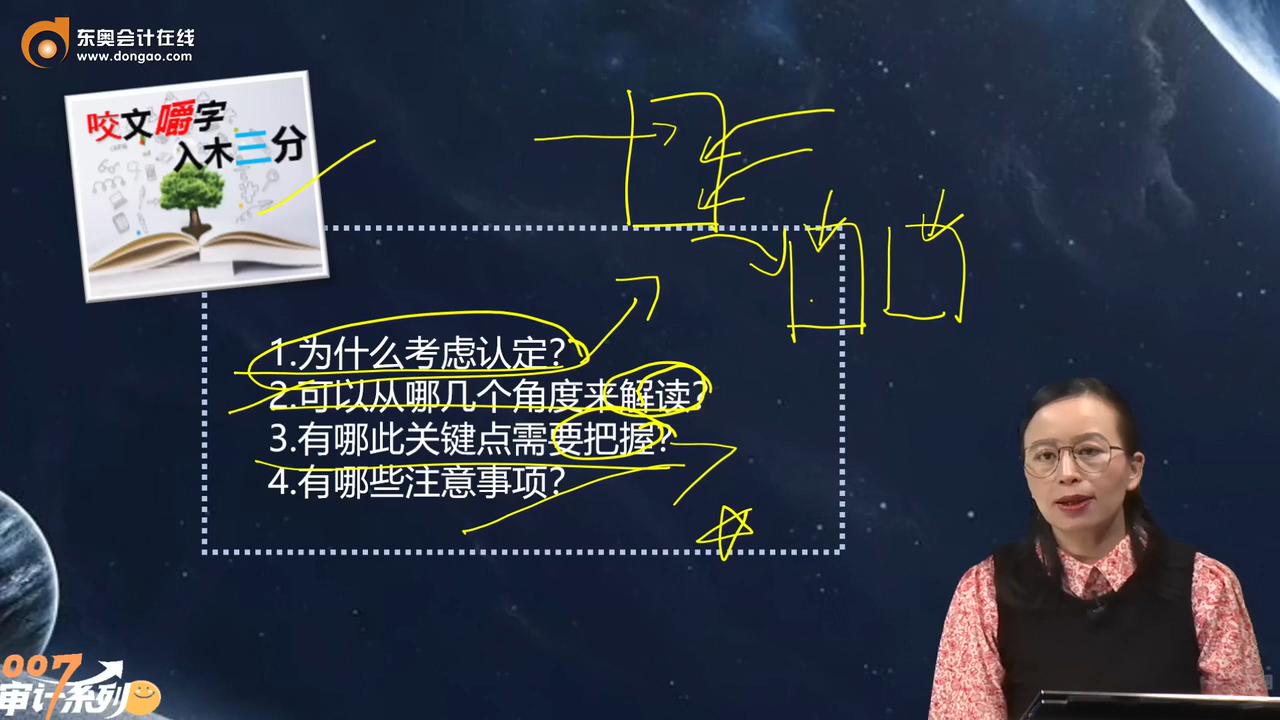 东奥会计在线
www.dongao.com
咬文嚼字
入木三分
1.为什么考虑认定?
2.可以从哪几个角度来解读?
3.有哪此关键点需要把握?
4.有哪些注意事项?
007
审计系列